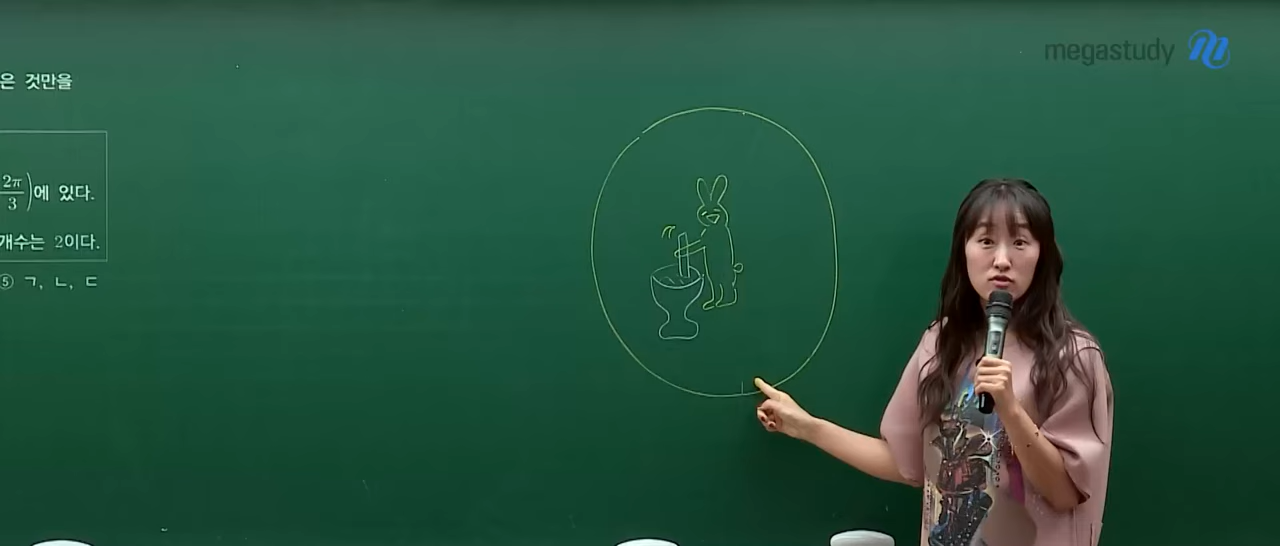 megastudy
은 것만을
2π/3)에 있다.
개수는 2이다.
⑤ ㄱ, ㄴ, ㄷ